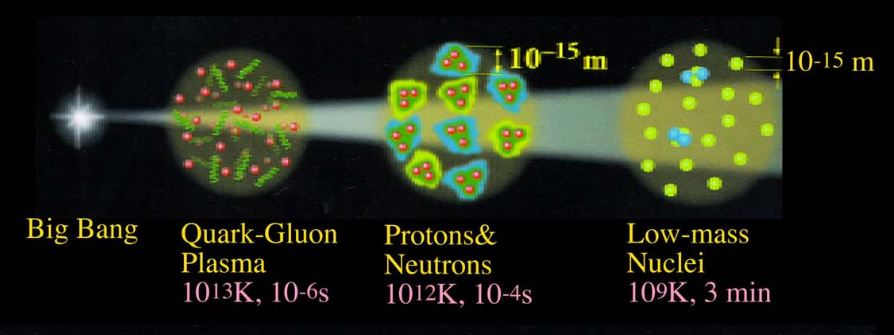 10⁻¹⁵ m
10-15 m
Big Bang
Quark-Gluon
Plasma
1013K, 10-6s
Protons&
Neutrons
1012K, 10-4s
Low-mass
Nuclei
109K, 3 min